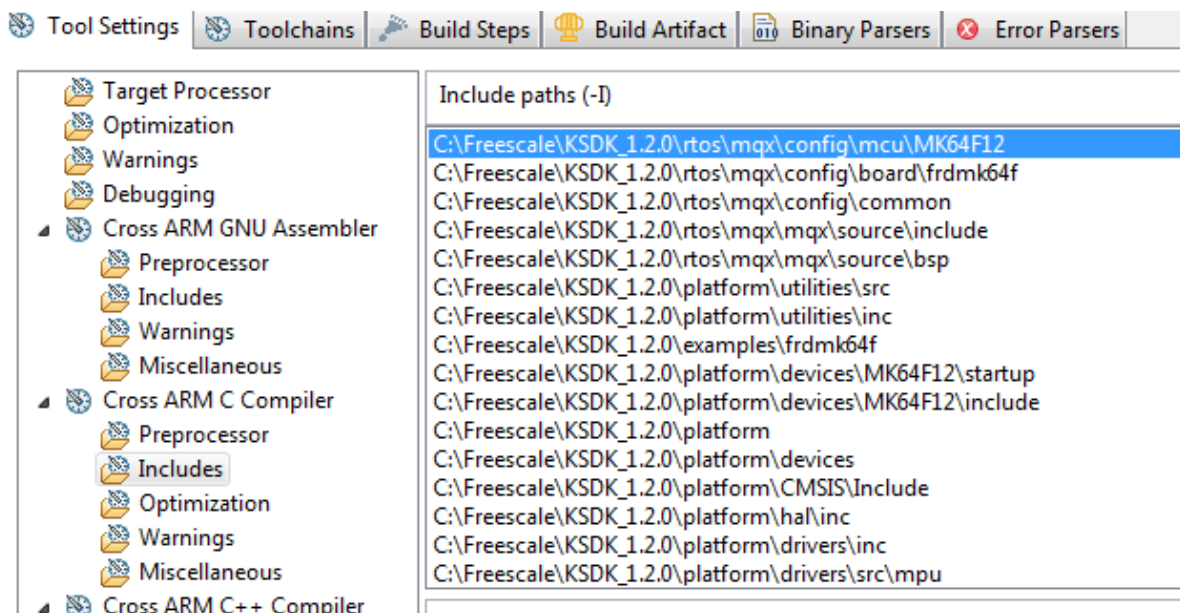 Tool Settings Toolchains Build Steps Build Artifact Binary Parsers Error Parsers
Target Processor
Optimization
Warnings
Debugging
Cross ARM GNU Assembler
Preprocessor
Includes
Warnings
Miscellaneous
Cross ARM C Compiler
Preprocessor
Includes
Optimization
Warnings
Miscellaneous
Cross ARM C++ Compiler
Include paths (-I)
C:\Freescale\KSDK_1.2.0\rtos\mqx\config\mcu\MK64F12
C:\Freescale\KSDK_1.2.0\rtos\mqx\config\board\frdmk64f
C:\Freescale\KSDK_1.2.0\rtos\mqx\config\common
C:\Freescale\KSDK_1.2.0\rtos\mqx\mqx\source\include
C:\Freescale\KSDK_1.2.0\rtos\mqx\mqx\source\bsp
C:\Freescale\KSDK_1.2.0\platform\utilities\src
C:\Freescale\KSDK_1.2.0\platform\utilities\inc
C:\Freescale\KSDK_1.2.0\examples\frdmk64f
C:\Freescale\KSDK_1.2.0\platform\devices\MK64F12\startup
C:\Freescale\KSDK_1.2.0\platform\devices\MK64F12\include
C:\Freescale\KSDK_1.2.0\platform
C:\Freescale\KSDK_1.2.0\platform\devices
C:\Freescale\KSDK_1.2.0\platform\CMSIS\Include
C:\Freescale\KSDK_1.2.0\platform\hal\inc
C:\Freescale\KSDK_1.2.0\platform\drivers\inc
C:\Freescale\KSDK_1.2.0\platform\drivers\src\mpu